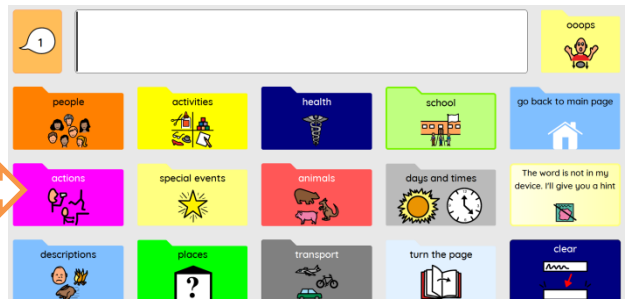 1
ooops
people
activities
health
school
go back to main page
actions
special events
animals
days and times
The word is not in my
device. I'll give you a hint
descriptions
places
?
transport
turn the page
clear